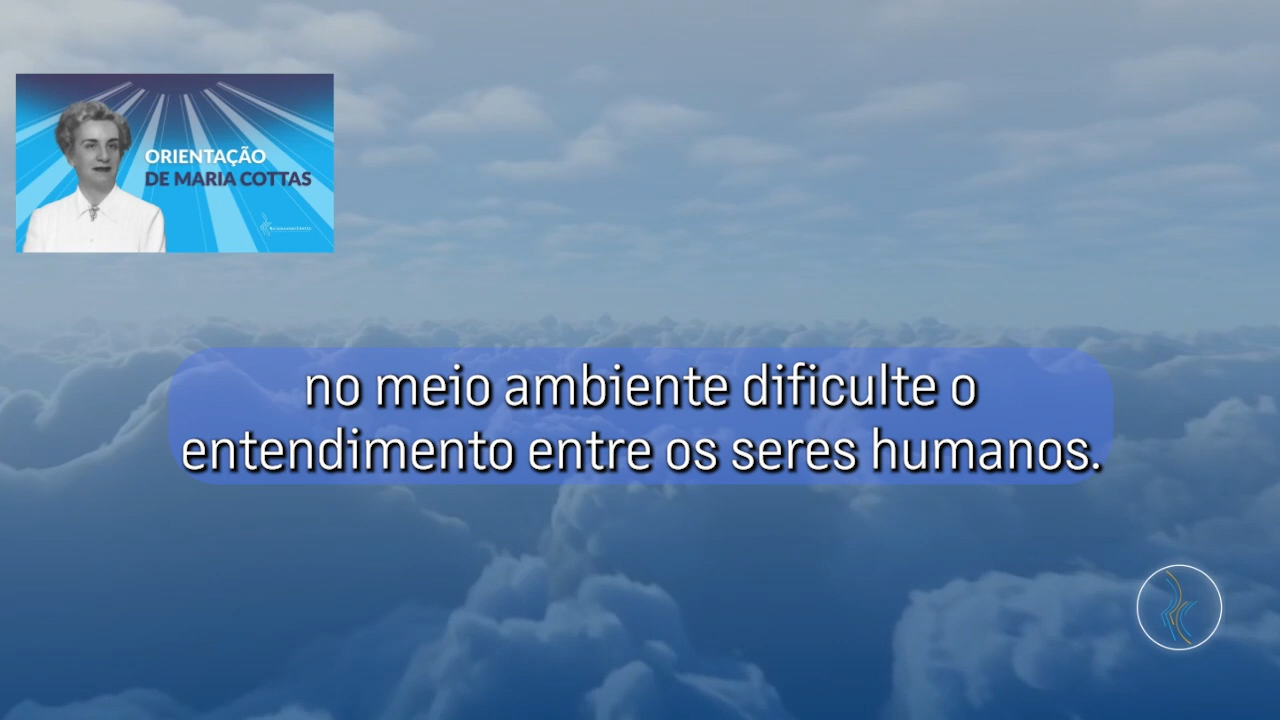 ORIENTAÇÃO
DE MARIA COTTAS
no meio ambiente dificulte o
entendimento entre os seres humanos.